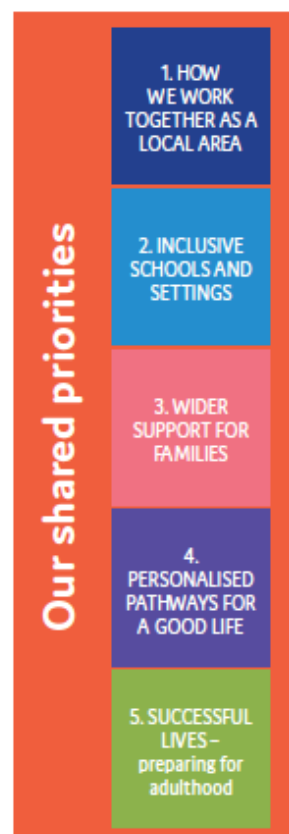 Our shared priorities
1. HOW
WE WORK
TOGETHER AS A
LOCAL AREA
2. INCLUSIVE
SCHOOLS AND
SETTINGS
3. WIDER
SUPPORT FOR
FAMILIES
4.
PERSONALISED
PATHWAYS FOR
A GOOD LIFE
5. SUCCESSFUL
LIVES –
preparing for
adulthood